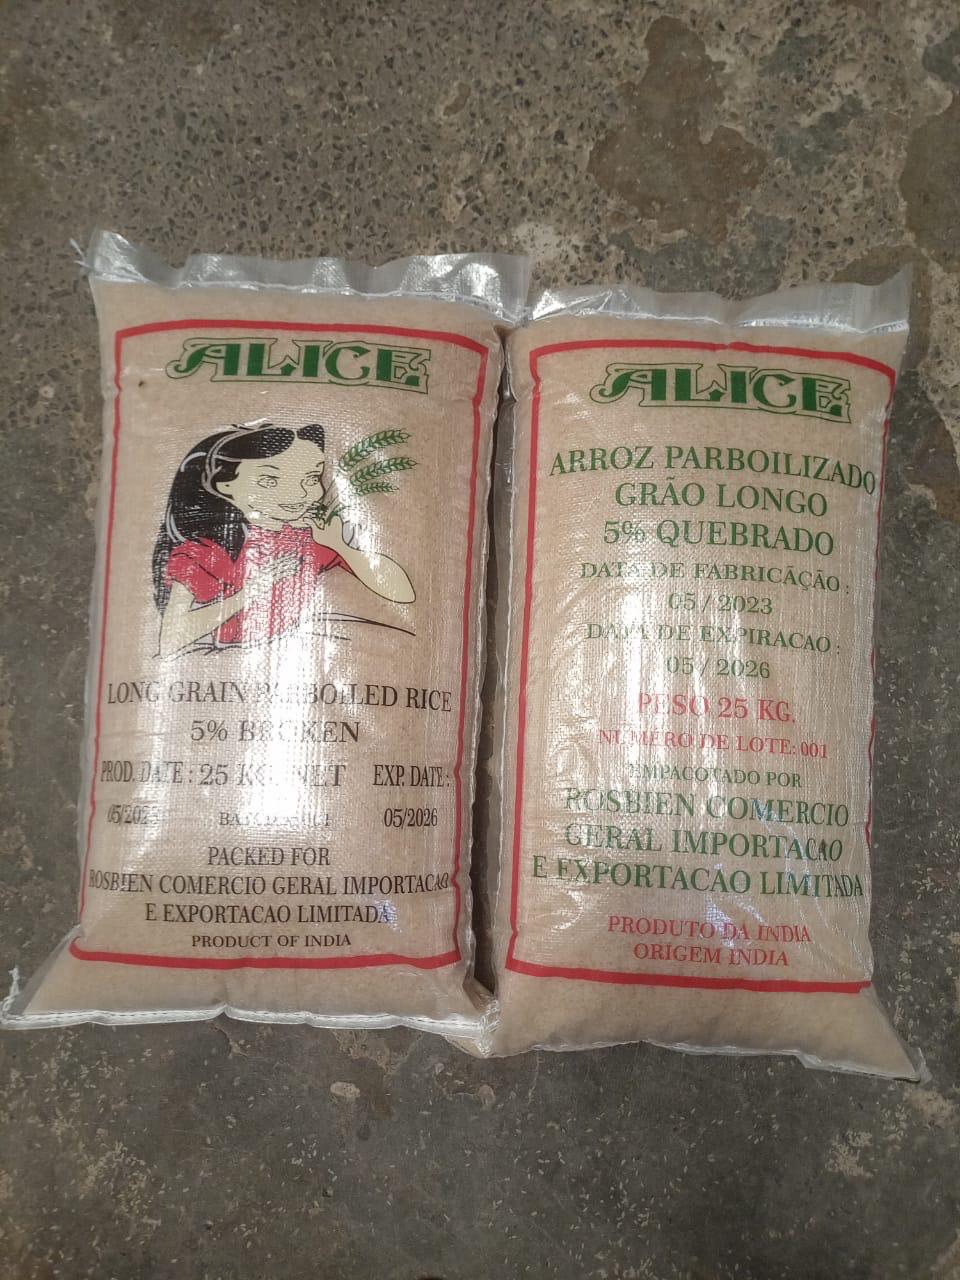 ALICE
LONG GRAIN PARBOILED RICE
5% BROKEN
PROD. DATE : 25 KG. NET EXP. DATE :
05/2023 05/2026
PACKED FOR
ROSBIEN COMERCIO GERAL IMPORTACAO
E EXPORTACAO LIMITADA
PRODUCT OF INDIA
ALICE
ARROZ PARBOILIZADO
GRÃO LONGO
5% QUEBRADO
DATA DE FABRICÃÇÃO :
05 / 2023
DATA DE EXPIRACAO :
05 / 2026
PESO 25 KG.
NUMERO DE LOTE: 001
EMPACOTADO POR
ROSBIEN COMERCIO
GERAL IMPORTACAO
E EXPORTACAO LIMITADA
PRODUTO DA INDIA
ORIGEM INDIA